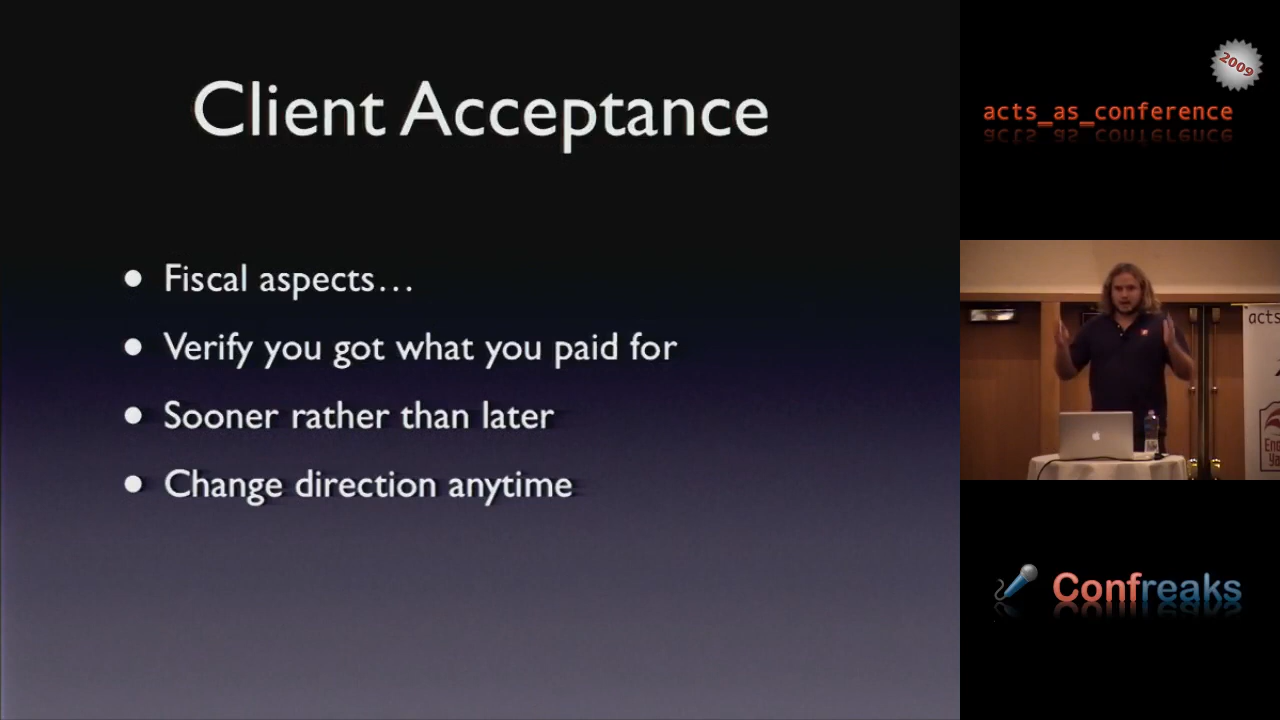 Client Acceptance
• Fiscal aspects…
• Verify you got what you paid for
• Sooner rather than later
• Change direction anytime
2009
acts_as_conference
acts
Confreaks